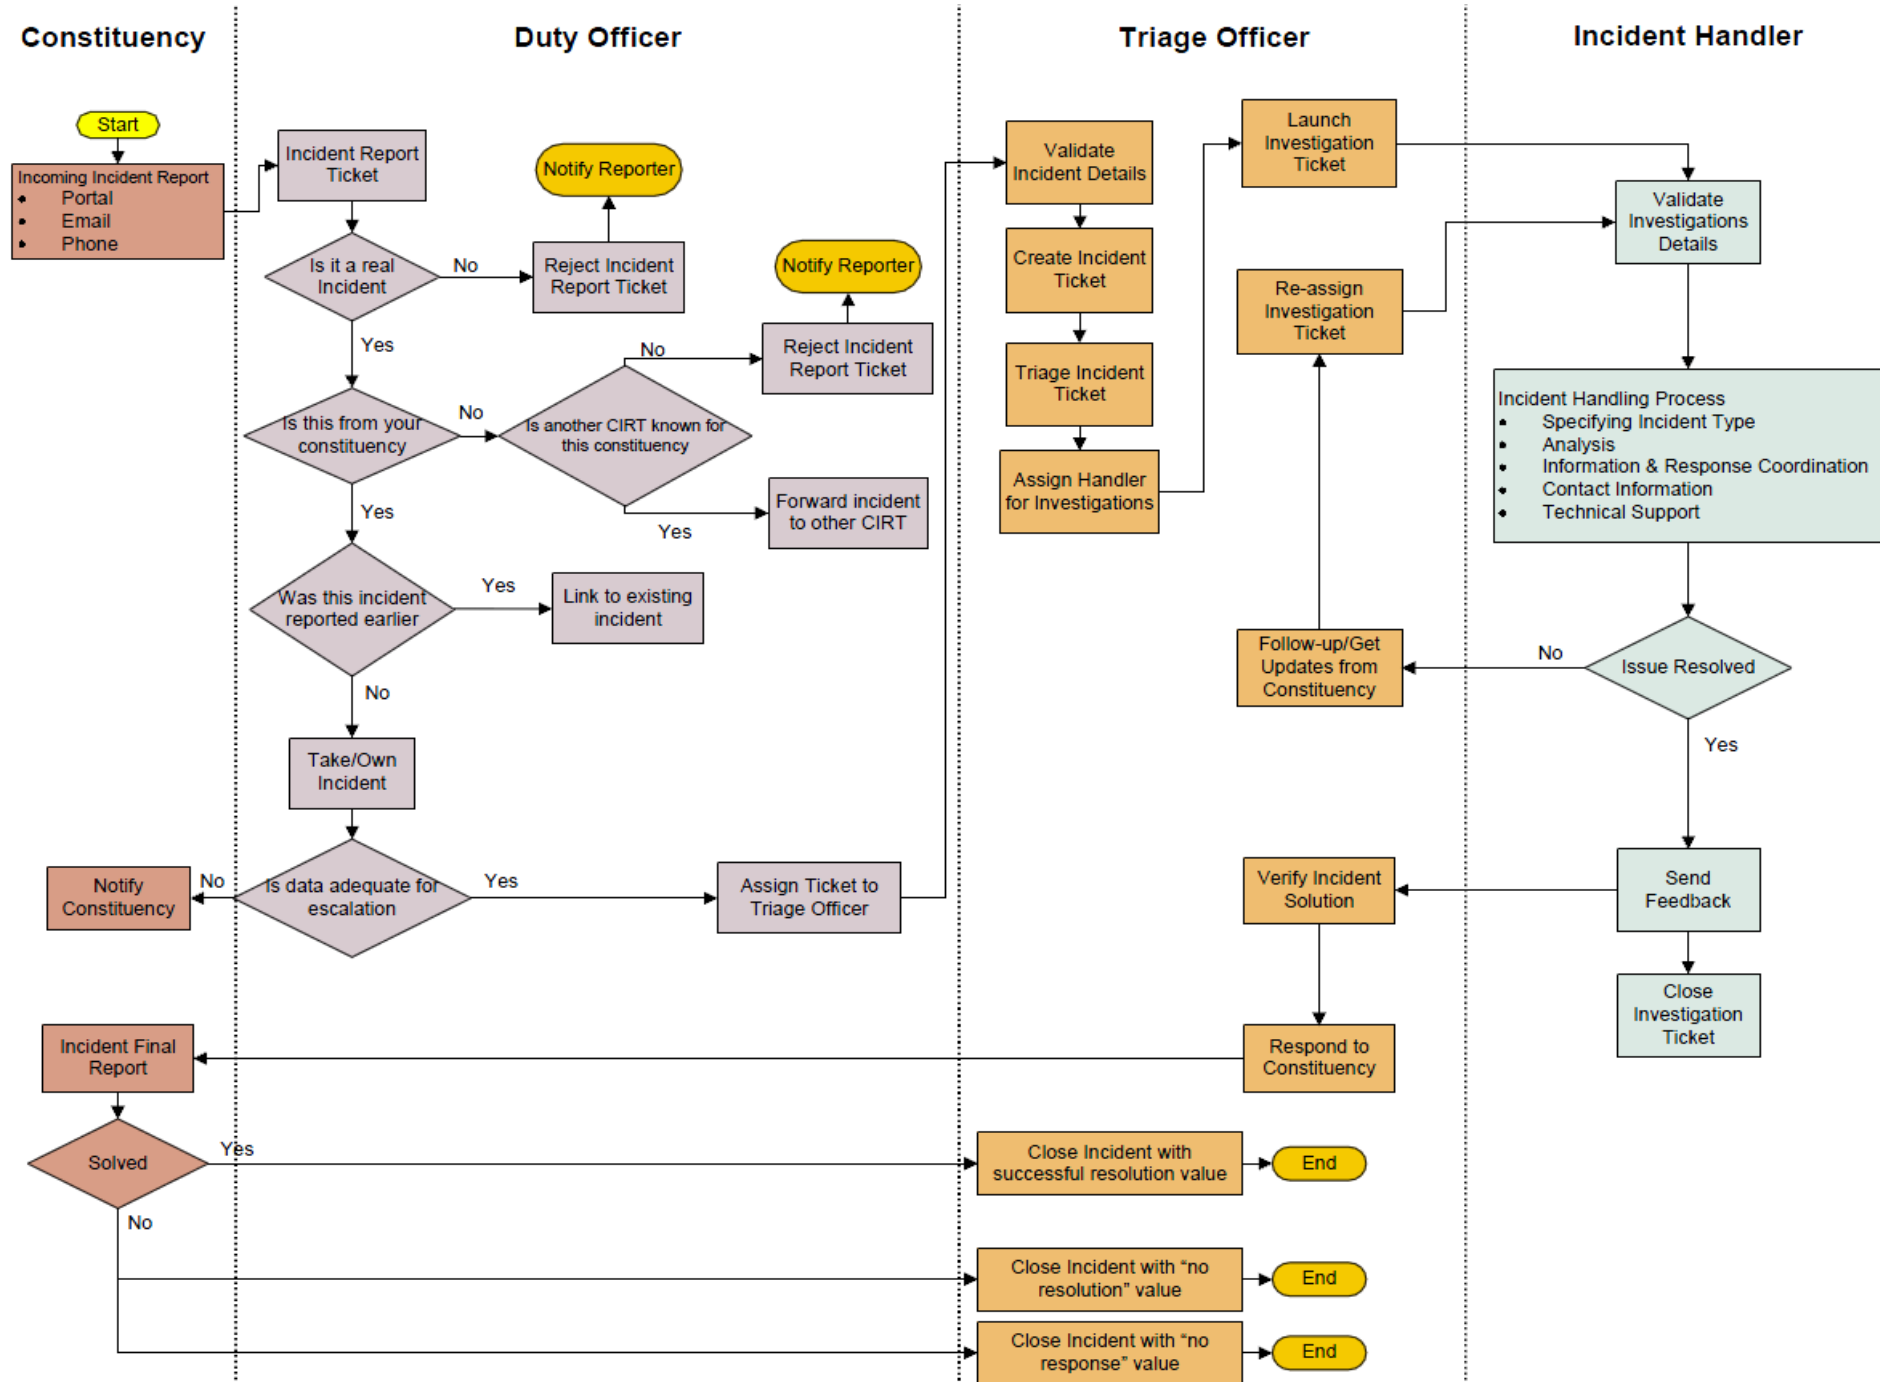 Constituency
Duty Officer
Triage Officer
Incident Handler
Start
Incoming Incident Report
• Portal
• Email
• Phone
Incident Report
Ticket
Is it a real
Incident
No
Reject Incident
Report Ticket
Notify Reporter
Yes
Is this from your
constituency
No
Is another CIRT known for
this constituency
No
Reject Incident
Report Ticket
Notify Reporter
Yes
Forward incident
to other CIRT
Yes
Was this incident
reported earlier
Yes
Link to existing
incident
No
Take/Own
Incident
Is data adequate for
escalation
No
Notify
Constituency
Yes
Assign Ticket to
Triage Officer
Validate
Incident Details
Create Incident
Ticket
Triage Incident
Ticket
Assign Handler
for Investigations
Launch
Investigation
Ticket
Re-assign
Investigation
Ticket
Follow-up/Get
Updates from
Constituency
Validate
Investigations
Details
Incident Handling Process
• Specifying Incident Type
• Analysis
• Information & Response Coordination
• Contact Information
• Technical Support
Issue Resolved
No
Yes
Send
Feedback
Close
Investigation
Ticket
Verify Incident
Solution
Respond to
Constituency
Incident Final
Report
Solved
Yes
Close Incident with
successful resolution value
End
No
Close Incident with “no
resolution” value
End
Close Incident with “no
response” value
End